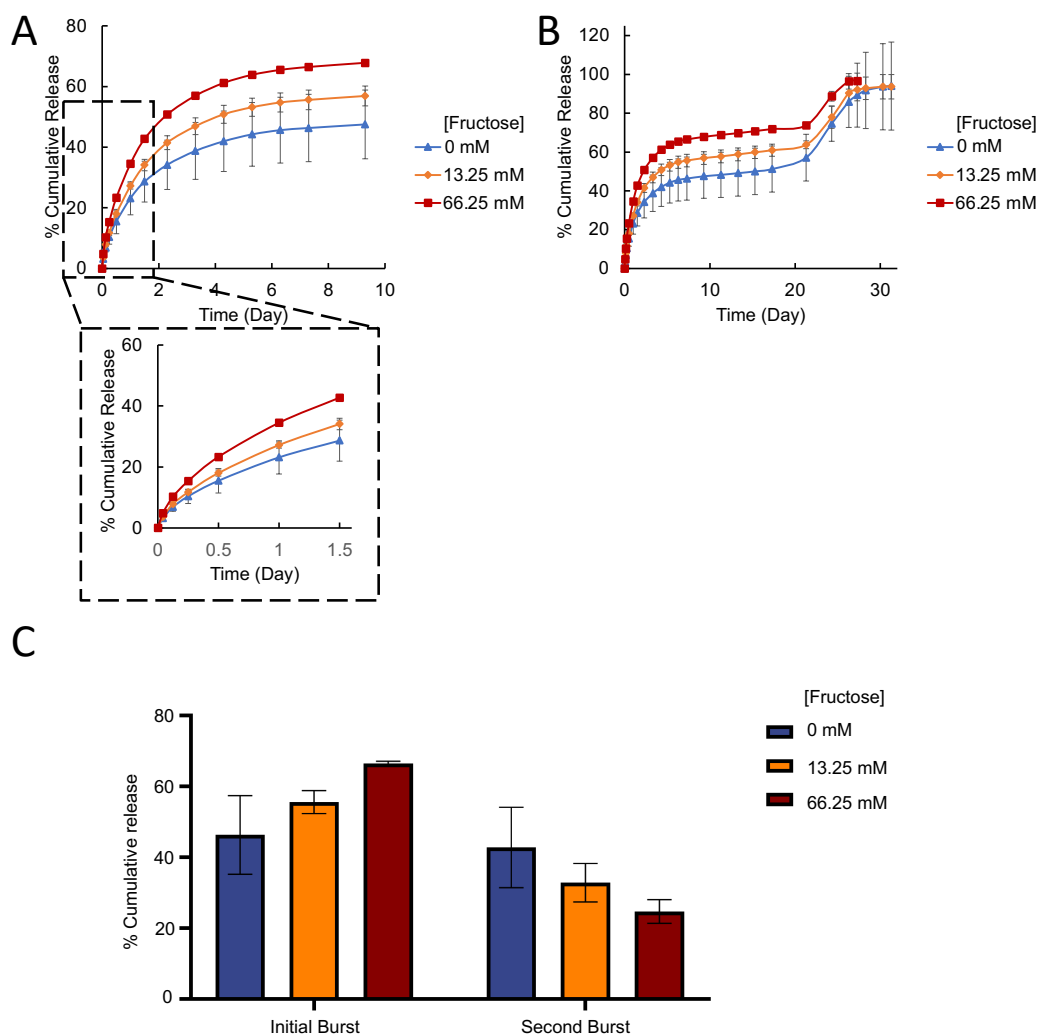 A
% Cumulative Release
80
60
40
20
0
0 2 4 6 8 10
Time (Day)
[Fructose]
0 mM
13.25 mM
66.25 mM
% Cumulative Release
60
40
20
0
0 0.5 1 1.5
Time (Day)
B
% Cumulative Release
120
100
80
60
40
20
0
0 10 20 30
Time (Day)
[Fructose]
0 mM
13.25 mM
66.25 mM
C
% Cumulative release
80
60
40
20
0
Initial Burst Second Burst
[Fructose]
0 mM
13.25 mM
66.25 mM